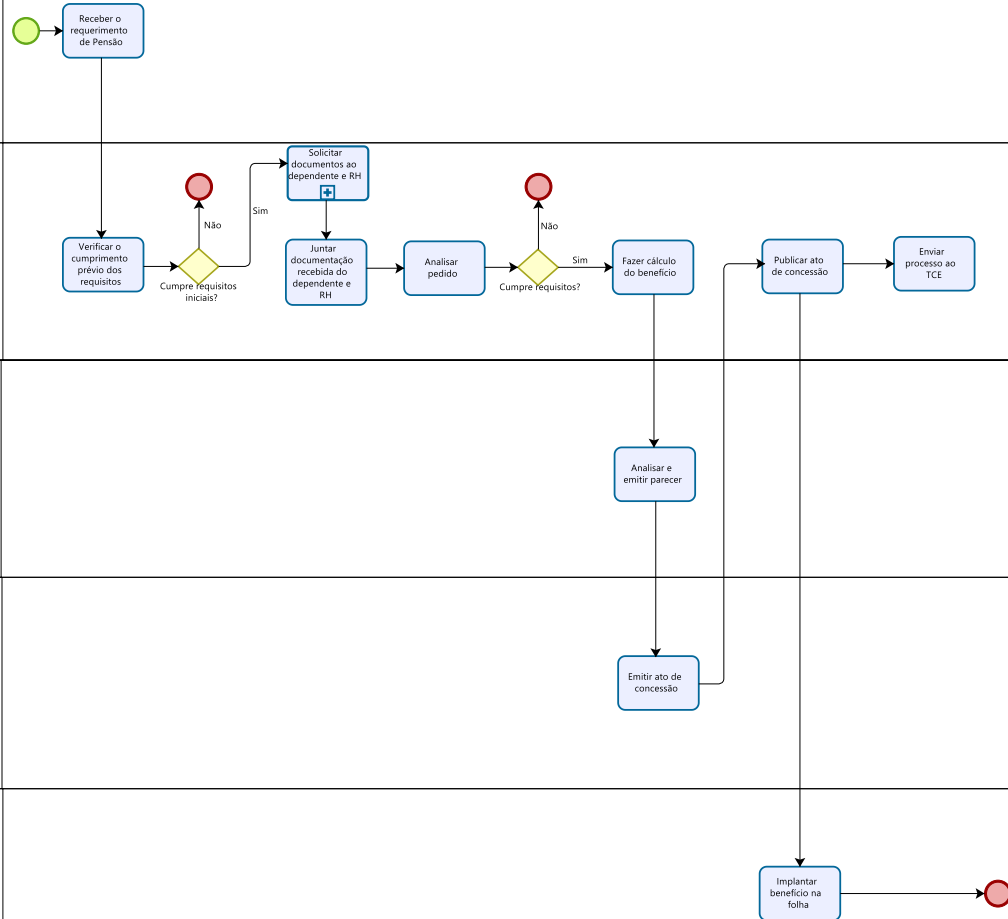 Receber o
requerimento
de Pensão
Solicitar
documentos ao
dependente e RH
Sim
Não
Não
Verificar o
cumprimento
prévio dos
requisitos
Cumpre requisitos
iniciais?
Juntar
documentação
recebida do
dependente e
RH
Analisar
pedido
Cumpre requisitos?
Sim
Fazer cálculo
do benefício
Publicar ato
de concessão
Enviar
processo ao
TCE
Analisar e
emitir parecer
Emitir ato de
concessão
Implantar
benefício na
folha